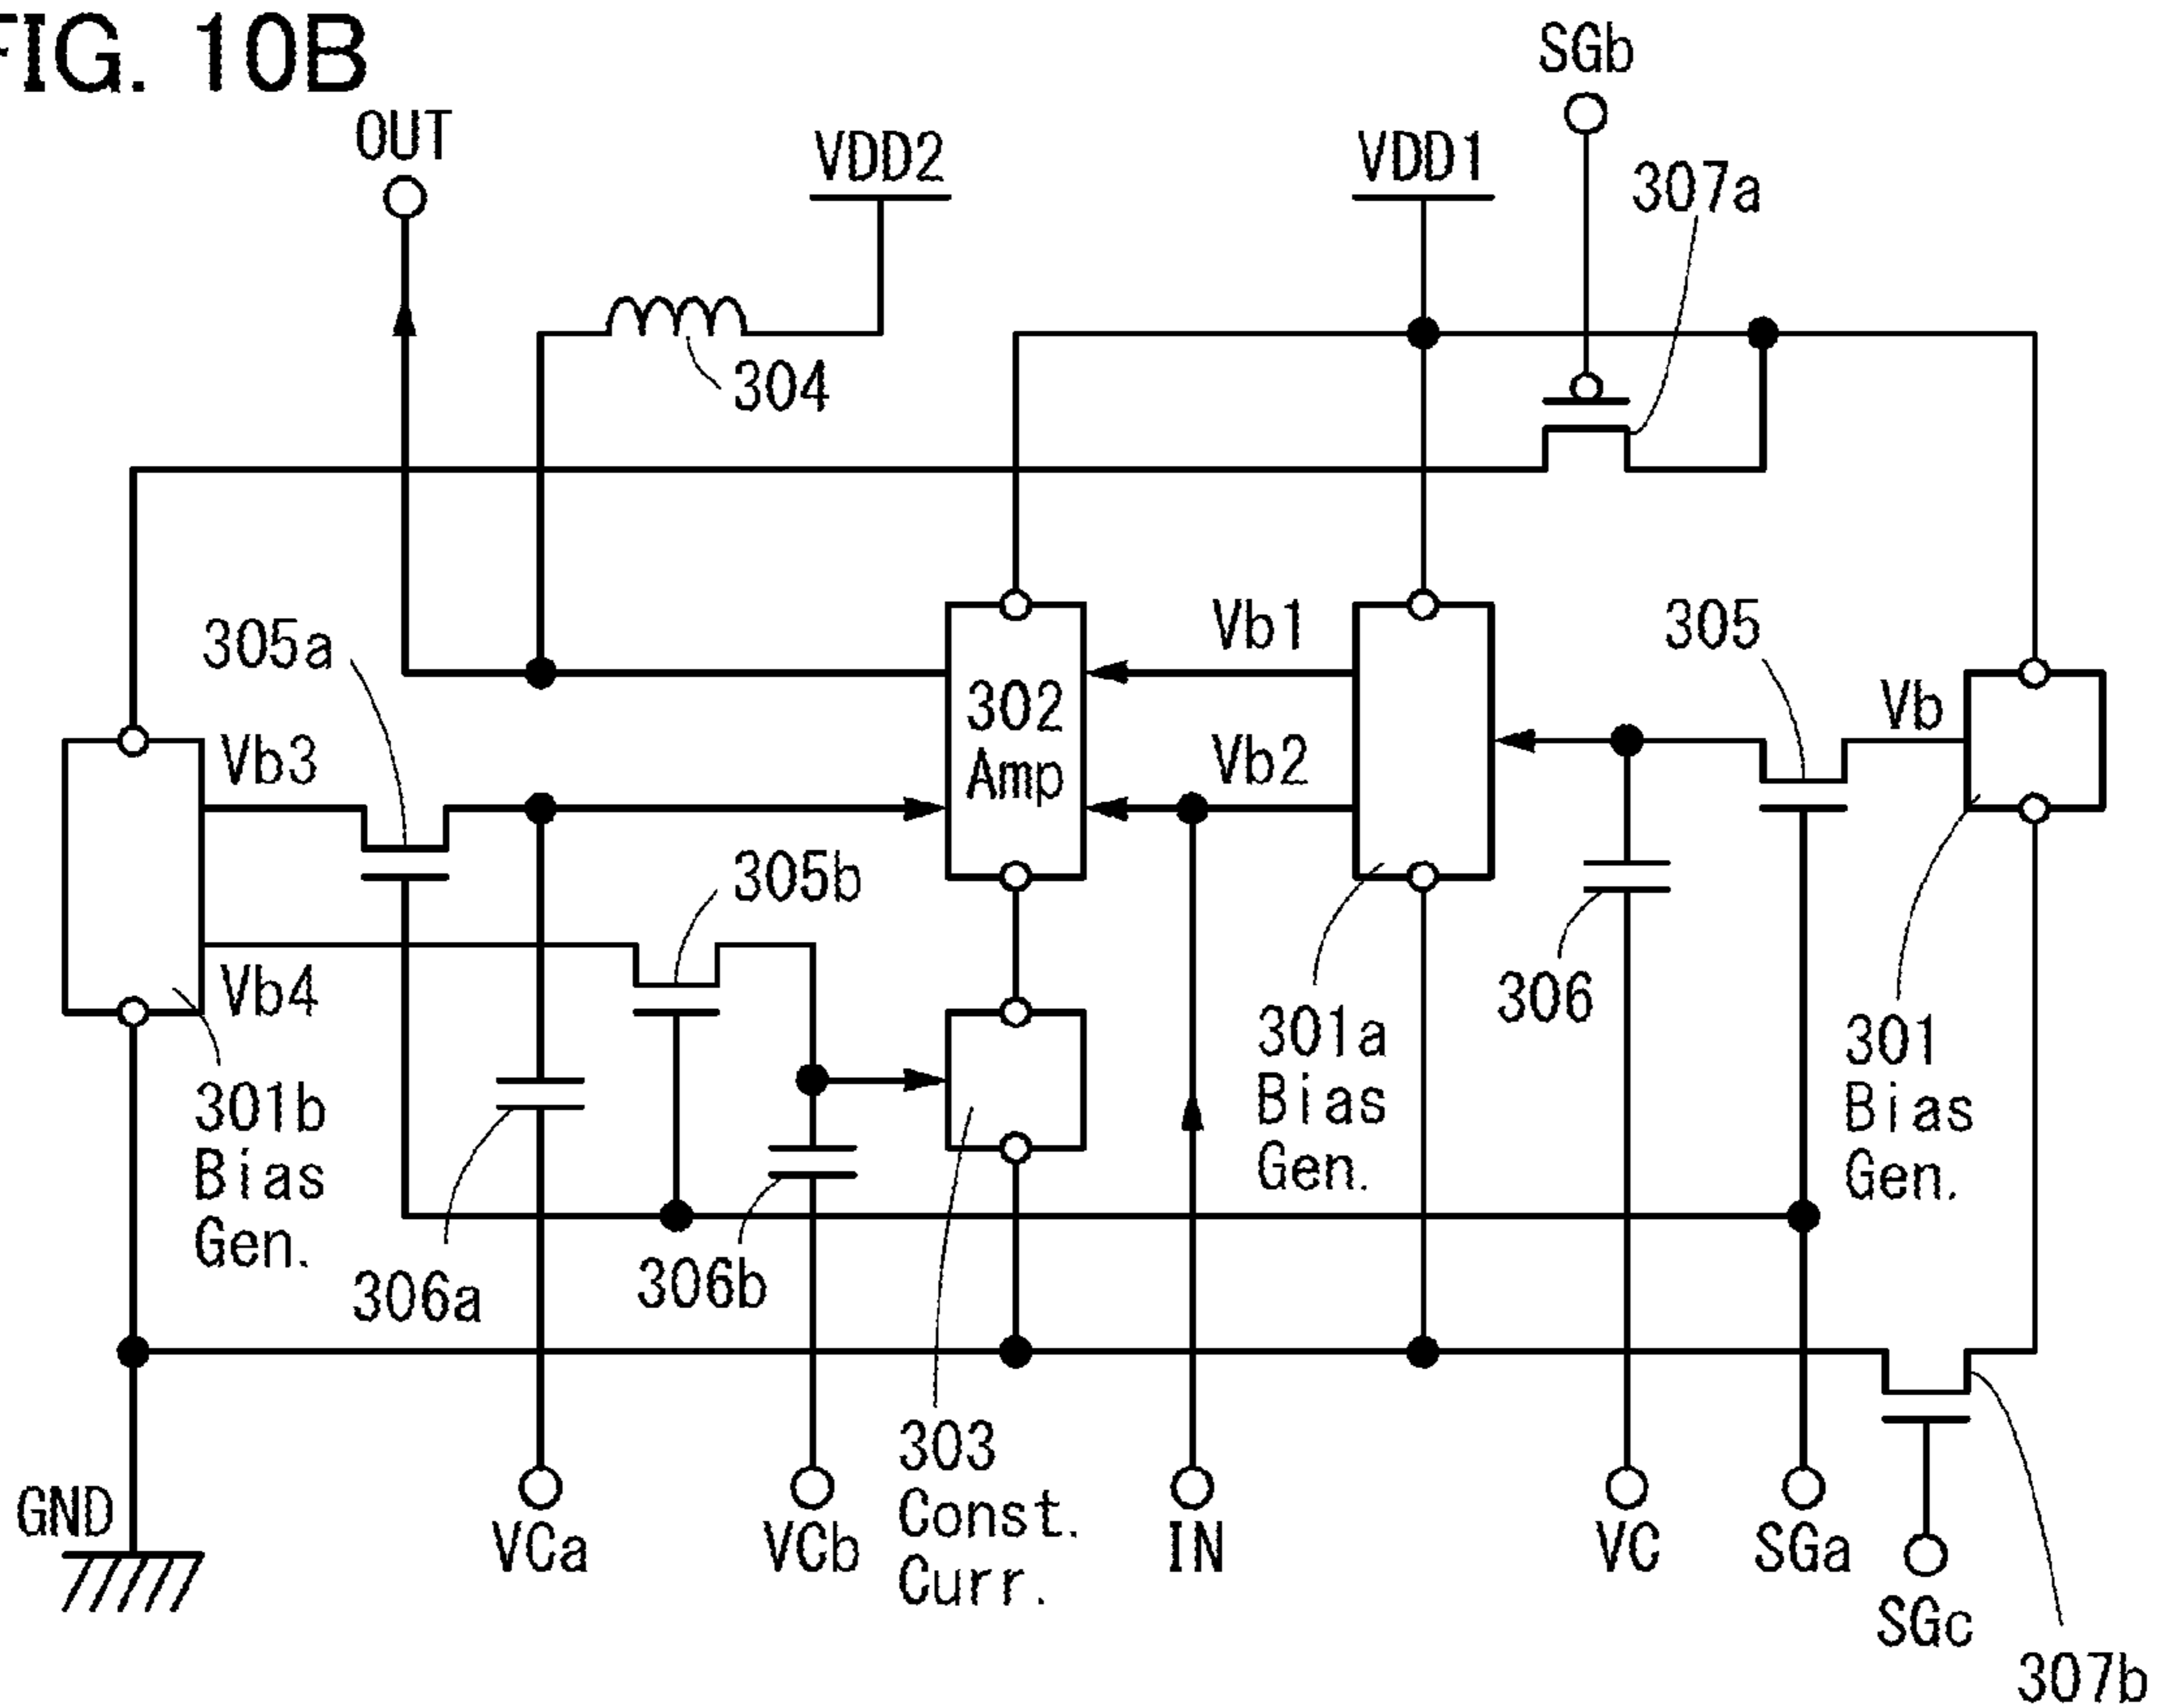 FIG. 10B
SGb
OUT
VDD2
VDD1
307a
304
305a
Vb1
305
302
Amp
Vb
Vb3
Vb2
305b
Vb4
306
301a
Bias
Gen.
301
Bias
Gen.
301b
Bias
Gen.
306a
306b
303
Const.
Curr.
GND
VCa
VCb
IN
VC
SGa
SGc
307b